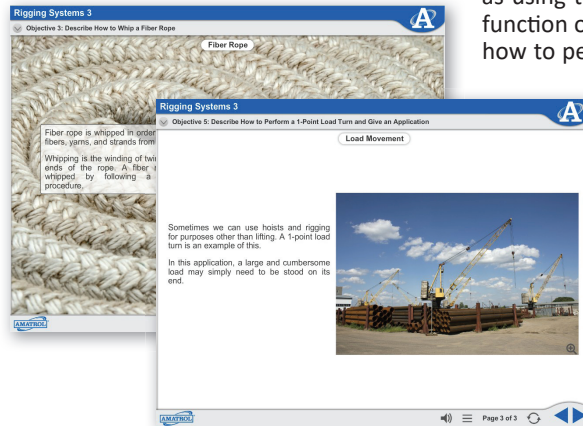 as using t
function o
how to pe
Rigging Systems 3
Objective 3: Describe How to Whip a Fiber Rope
Fiber Rope
Fiber rope is whipped in order
fibers, yarns, and strands from
Whipping is the winding of twi
ends of the rope. A fiber
whipped by following a
procedure.
AMATROL
Rigging Systems 3
Objective 5: Describe How to Perform a 1-Point Load Turn and Give an Application
Load Movement
Sometimes we can use hoists and rigging
for purposes other than lifting. A 1-point load
turn is an example of this.
In this application, a large and cumbersome
load may simply need to be stood on its
end.
AMATROL
Page 3 of 3
A
A